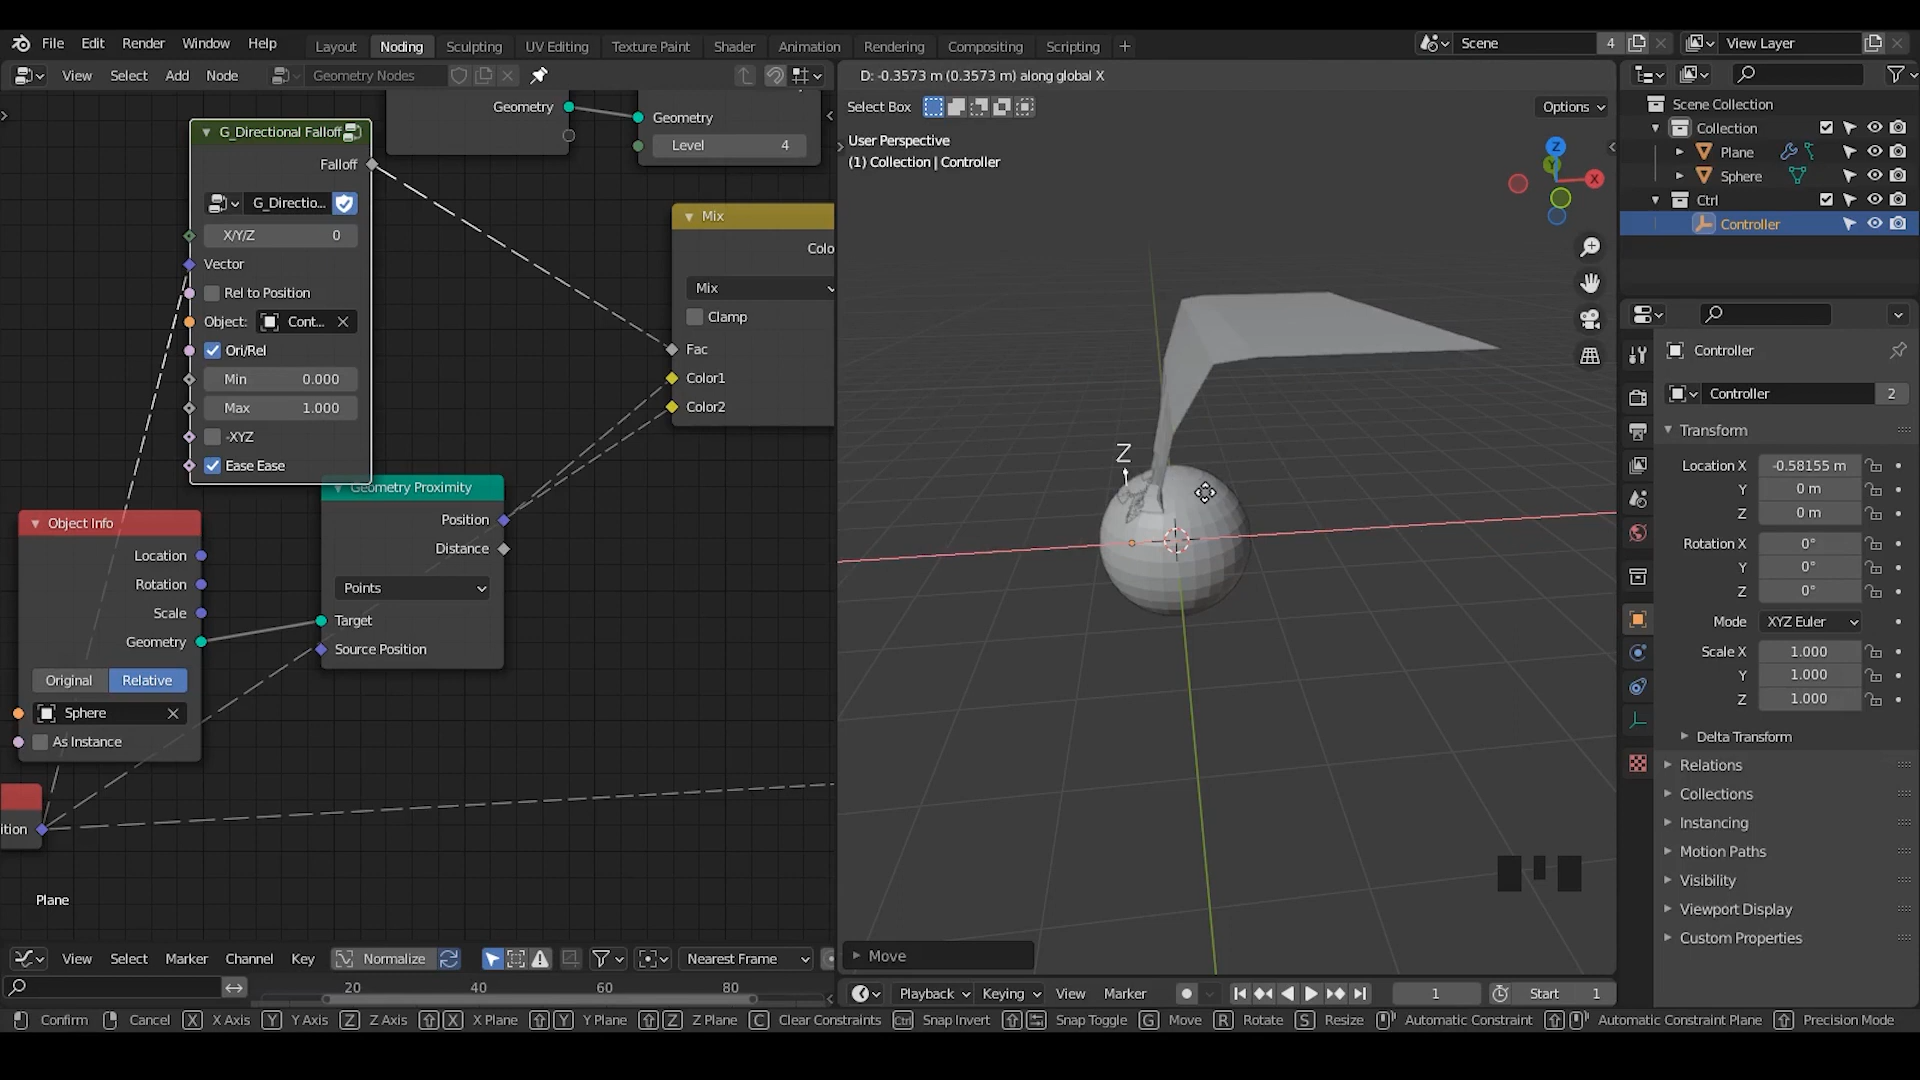 File Edit Render Window Help Layout Noding Sculpting UV Editing Texture Paint Shader Animation Rendering Compositing Scripting + Scene 4 View Layer
View Select Add Node Geometry Nodes
D: -0.3573 m (0.3573 m) along global X
Select Box
Options
User Perspective
(1) Collection | Controller
Z
Y
X
Z
Geometry
Geometry
Level 4
G_Directional Falloff
Falloff
G_Directio...
X/Y/Z 0
Vector
Rel to Position
Object: Cont...
Ori/Rel
Min 0.000
Max 1.000
-XYZ
Ease Ease
Mix
Colo
Mix
Clamp
Fac
Color1
Color2
Geometry Proximity
Position
Distance
Points
Target
Source Position
Object Info
Location
Rotation
Scale
Geometry
Original Relative
Sphere
As Instance
ition
Plane
Move
Scene Collection
Collection
Plane
Sphere
Ctrl
Controller
Controller
Controller 2
Transform
Location X -0.58155 m
Y 0 m
Z 0 m
Rotation X 0°
Y 0°
Z 0°
Mode XYZ Euler
Scale X 1.000
Y 1.000
Z 1.000
Delta Transform
Relations
Collections
Instancing
Motion Paths
Visibility
Viewport Display
Custom Properties
View Select Marker Channel Key Normalize Nearest Frame
20 40 60 80
Playback Keying View Marker 1 Start 1
Confirm Cancel X X Axis Y Y Axis Z Z Axis X X Plane Y Y Plane Z Z Plane C Clear Constraints Ctrl Snap Invert Snap Toggle G Move R Rotate S Resize Automatic Constraint Automatic Constraint Plane Precision Mode